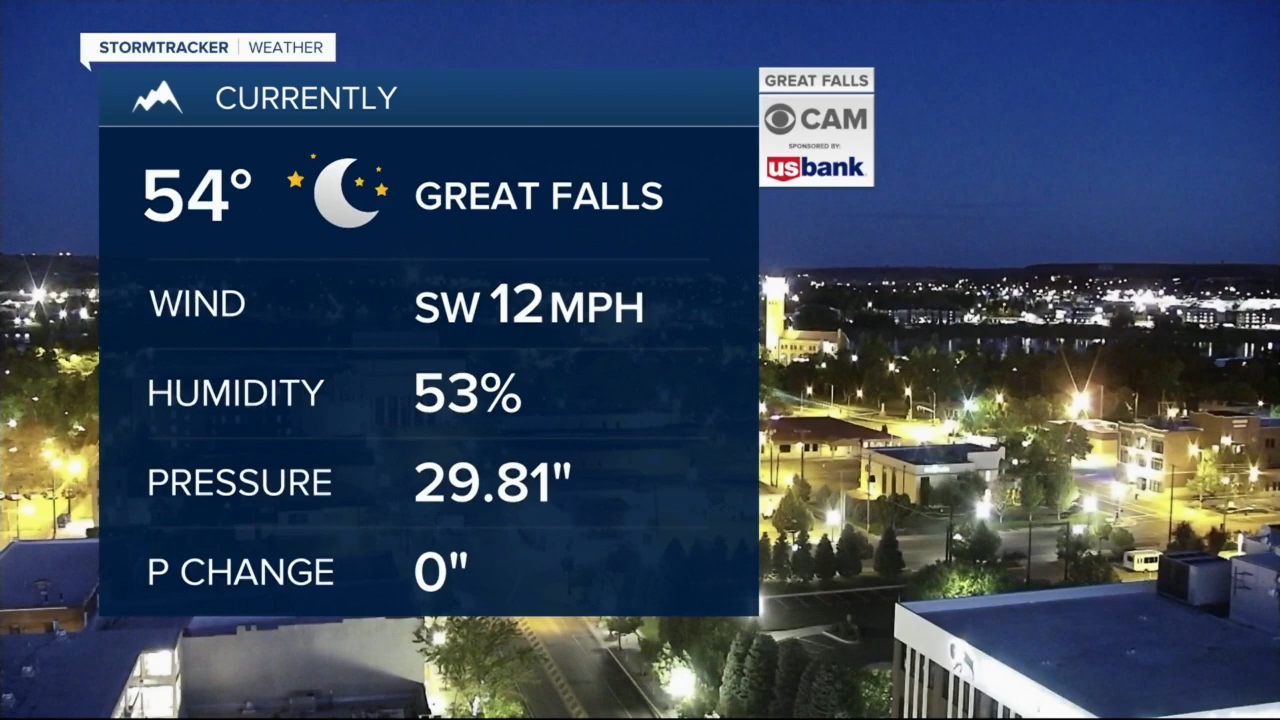 STORMTRACKER | WEATHER
CURRENTLY
54° GREAT FALLS
WIND SW 12 MPH
HUMIDITY 53%
PRESSURE 29.81"
P CHANGE 0"
GREAT FALLS
CAM
SPONSORED BY:
usbank